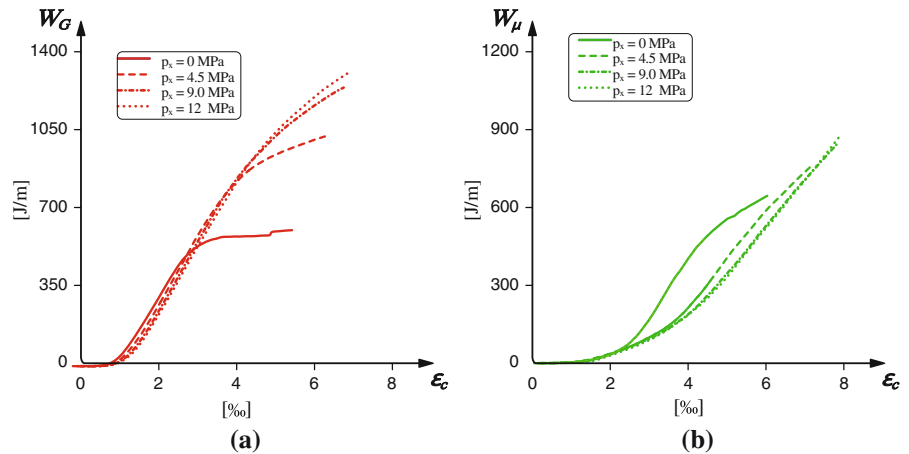 W_G
1400
1050
700
350
0
[J/m]
p_x = 0 MPa
p_x = 4.5 MPa
p_x = 9.0 MPa
p_x = 12 MPa
0 2 4 6 8
ε_c
[‰]
(a)
W_μ
1200
900
600
300
0
[J/m]
p_x = 0 MPa
p_x = 4.5 MPa
p_x = 9.0 MPa
p_x = 12 MPa
0 2 4 6 8
ε_c
[‰]
(b)